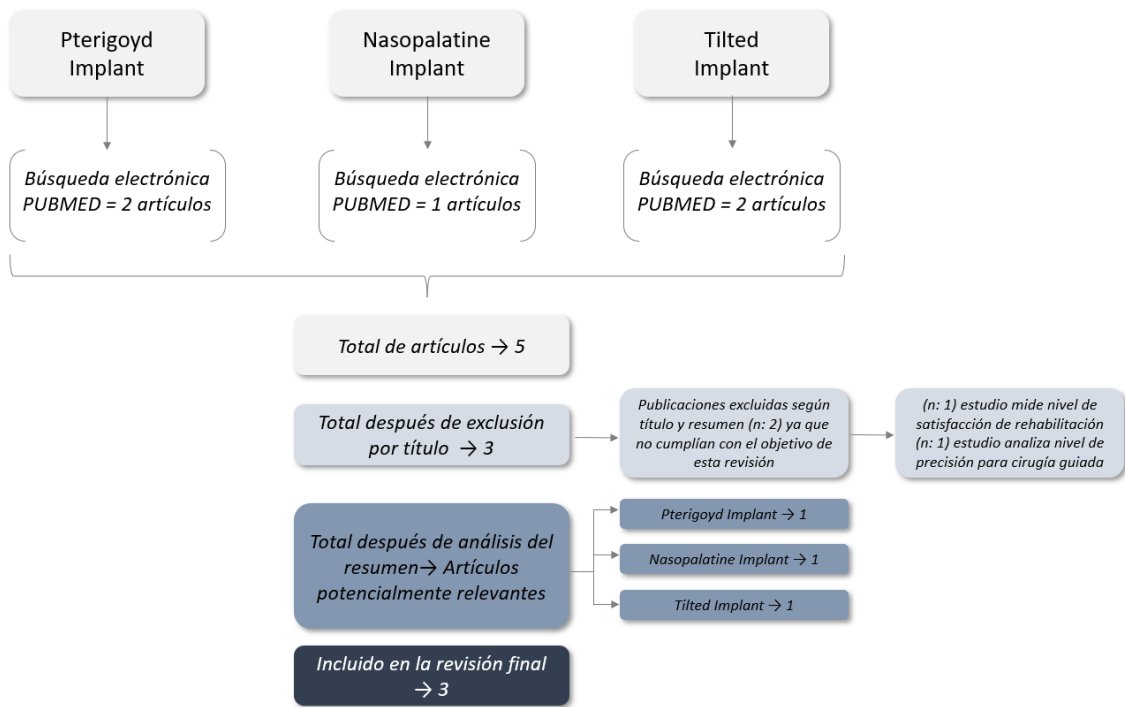 Pterigoyd
Implant
Nasopalatine
Implant
Tilted
Implant
Búsqueda electrónica
PUBMED = 2 artículos
Búsqueda electrónica
PUBMED = 1 artículos
Búsqueda electrónica
PUBMED = 2 artículos
Total de artículos → 5
Total después de exclusión
por título → 3
Publicaciones excluidas según
título y resumen (n: 2) ya que
no cumplían con el objetivo de
esta revisión
(n: 1) estudio mide nivel de
satisfacción de rehabilitación
(n: 1) estudio analiza nivel de
precisión para cirugía guiada
Total después de análisis del
resumen→ Artículos
potencialmente relevantes
Pterigoyd Implant → 1
Nasopalatine Implant → 1
Tilted Implant → 1
Incluido en la revisión final
→ 3